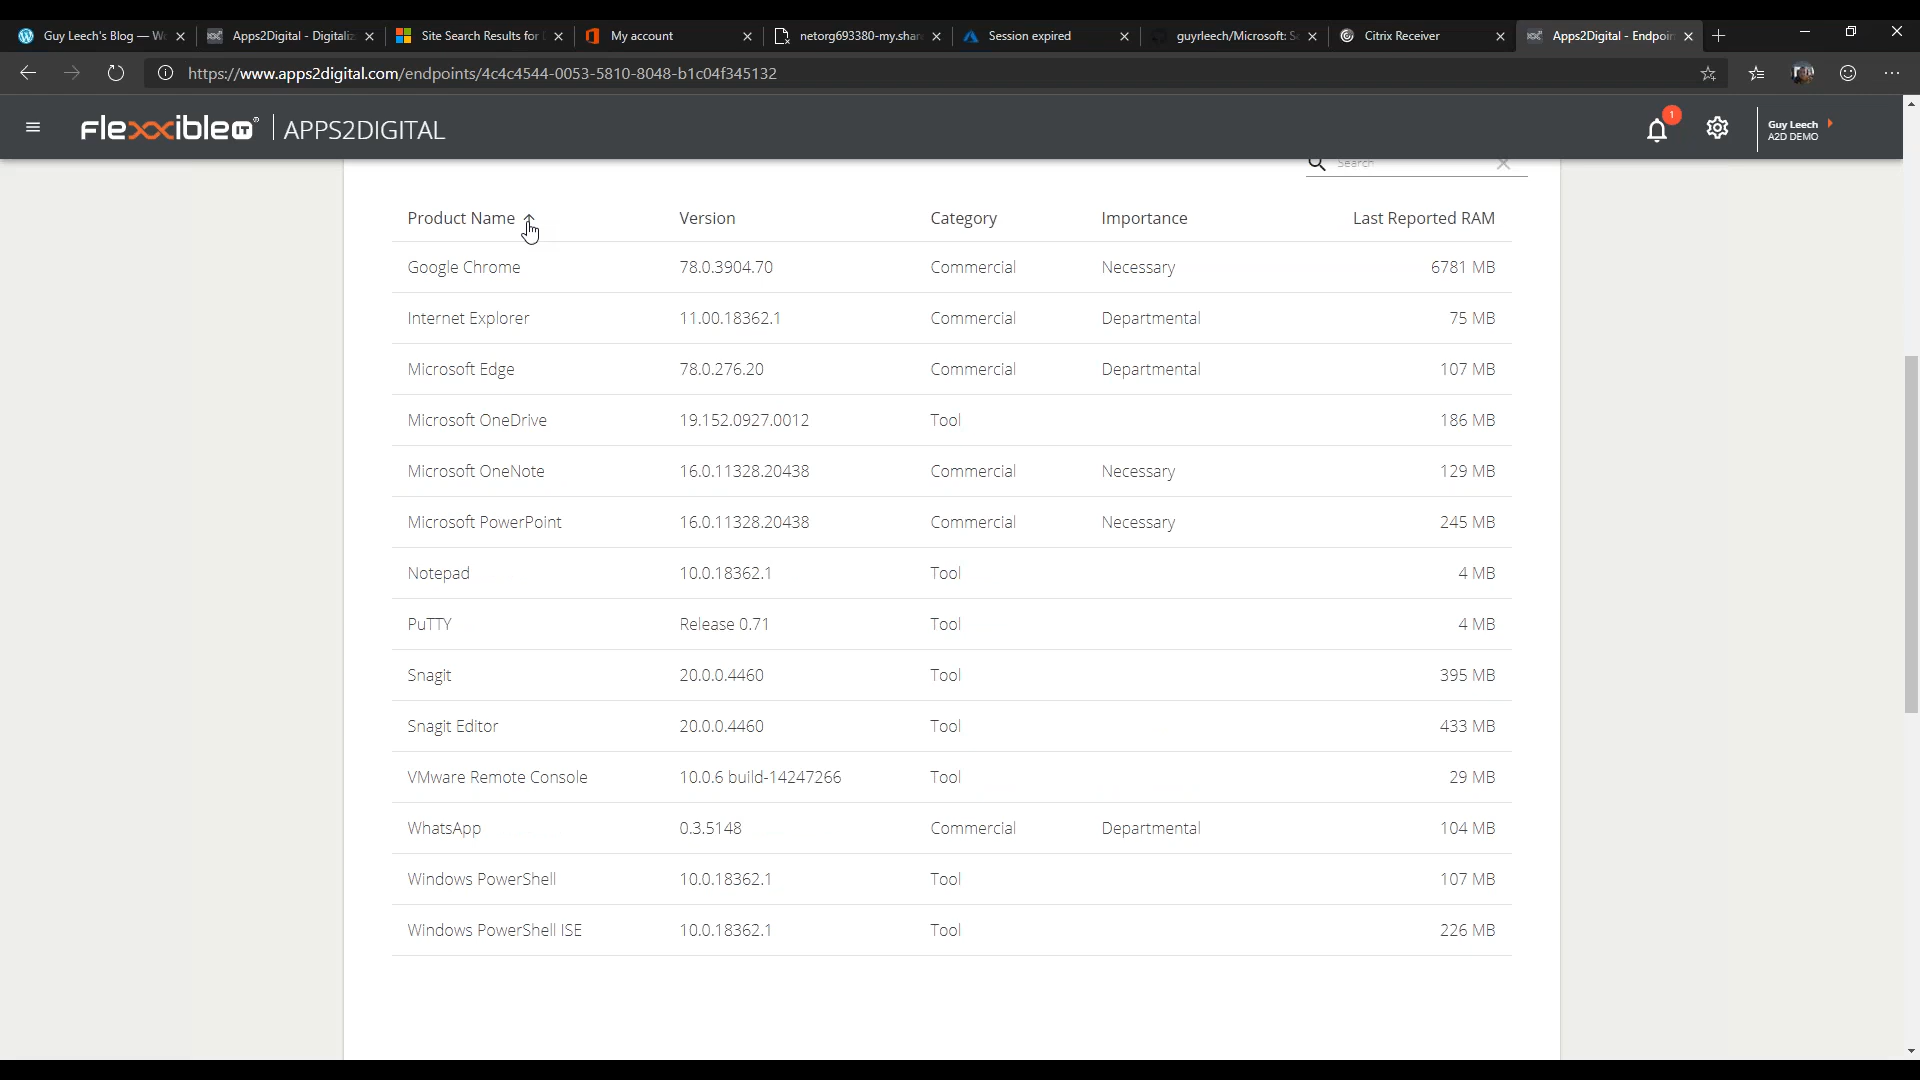 Guy Leech's Blog — W
Apps2Digital - Digitaliz
Site Search Results for
My account
netorg693380-my.shar
Session expired
guyrleech/Microsoft: S
Citrix Receiver
Apps2Digital - Endpoin
https://www.apps2digital.com/endpoints/4c4c4544-0053-5810-8048-b1c04f345132
Flexxible IT® APPS2DIGITAL
1
Guy Leech
A2D DEMO
Search
Product Name Version Category Importance Last Reported RAM
Google Chrome 78.0.3904.70 Commercial Necessary 6781 MB
Internet Explorer 11.00.18362.1 Commercial Departmental 75 MB
Microsoft Edge 78.0.276.20 Commercial Departmental 107 MB
Microsoft OneDrive 19.152.0927.0012 Tool 186 MB
Microsoft OneNote 16.0.11328.20438 Commercial Necessary 129 MB
Microsoft PowerPoint 16.0.11328.20438 Commercial Necessary 245 MB
Notepad 10.0.18362.1 Tool 4 MB
PuTTY Release 0.71 Tool 4 MB
Snagit 20.0.0.4460 Tool 395 MB
Snagit Editor 20.0.0.4460 Tool 433 MB
VMware Remote Console 10.0.6 build-14247266 Tool 29 MB
WhatsApp 0.3.5148 Commercial Departmental 104 MB
Windows PowerShell 10.0.18362.1 Tool 107 MB
Windows PowerShell ISE 10.0.18362.1 Tool 226 MB